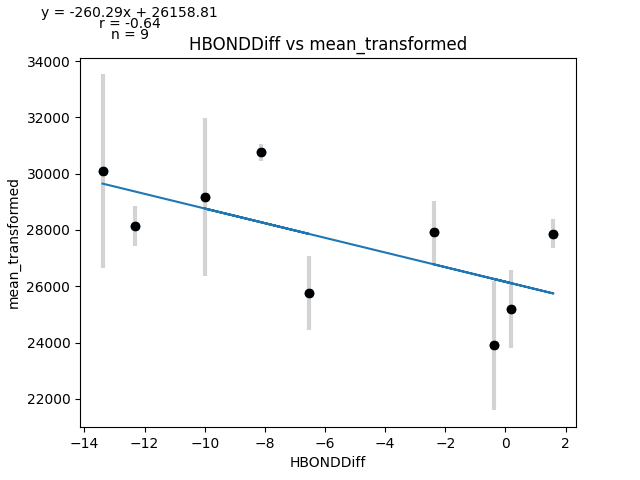 y = -260.29x + 26158.81
r = -0.64
n = 9
HBONDDiff vs mean_transformed
34000
32000
30000
28000
26000
24000
22000
mean_transformed
−14 −12 −10 −8 −6 −4 −2 0 2
HBONDDiff